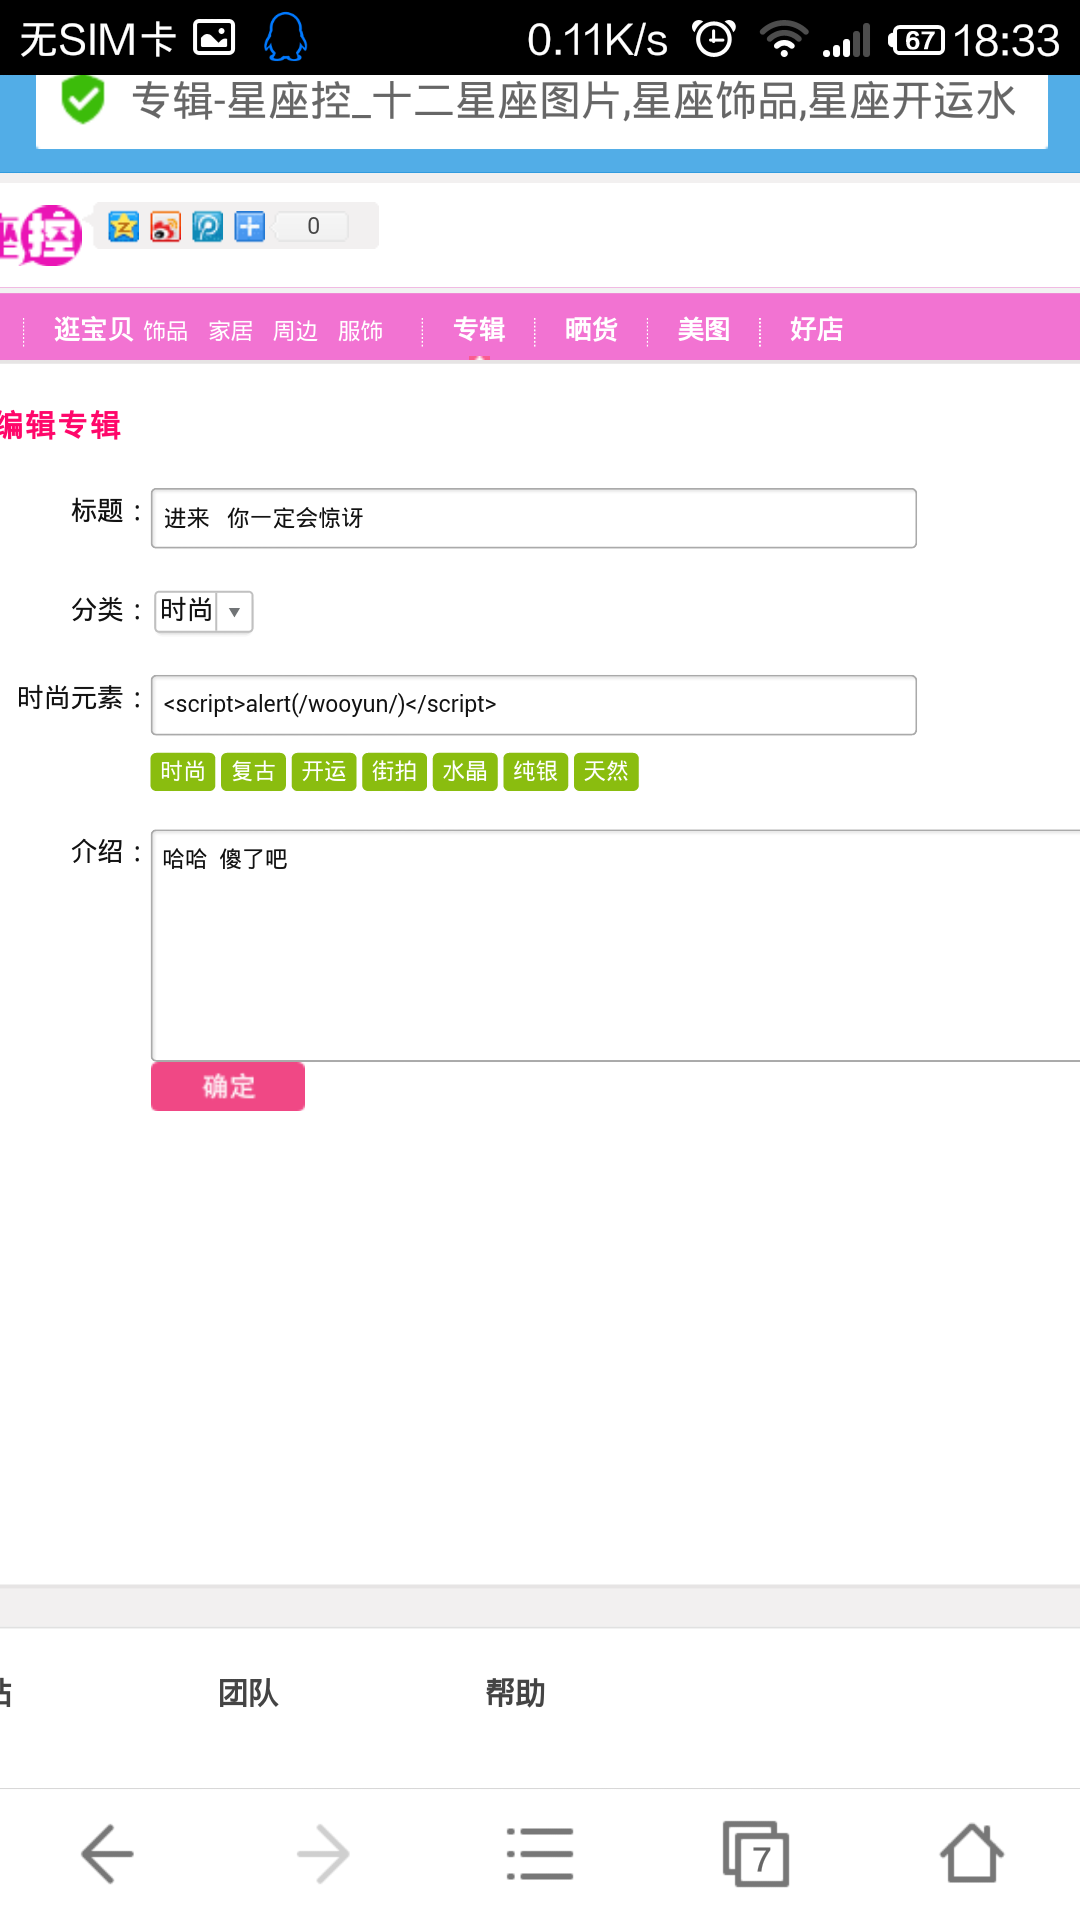 无SIM卡 0.11K/s 67 18:33
专辑-星座控_十二星座图片,星座饰品,星座开运水
座控 0
逛宝贝 饰品 家居 周边 服饰 专辑 晒货 美图 好店
编辑专辑
标题： 进来 你一定会惊讶
分类： 时尚
时尚元素： <script>alert(/wooyun/)</script>
时尚 复古 开运 街拍 水晶 纯银 天然
介绍： 哈哈 傻了吧
确定
团队 帮助
7